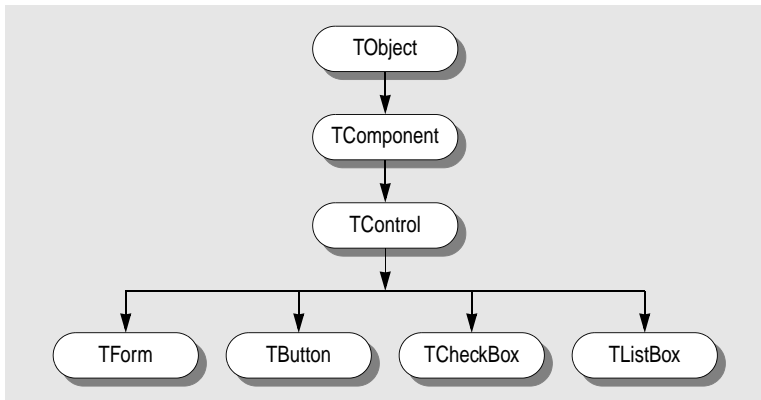 TObject
TComponent
TControl
TForm
TButton
TCheckBox
TListBox